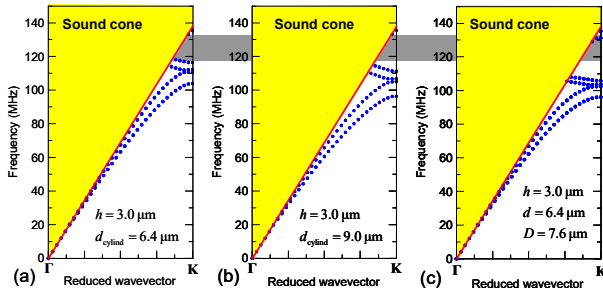 Sound cone
Frequency (MHz)
140
120
100
80
60
40
20
0
h = 3.0 µm
d cylind = 6.4 µm
Γ
K
(a)
Reduced wavevector
Sound cone
Frequency (MHz)
140
120
100
80
60
40
20
0
h = 3.0 µm
d cylind = 9.0 µm
Γ
K
(b)
Reduced wavevector
Sound cone
Frequency (MHz)
140
120
100
80
60
40
20
0
h = 3.0 µm
d = 6.4 µm
D = 7.6 µm
Γ
K
(c)
Reduced wavevector